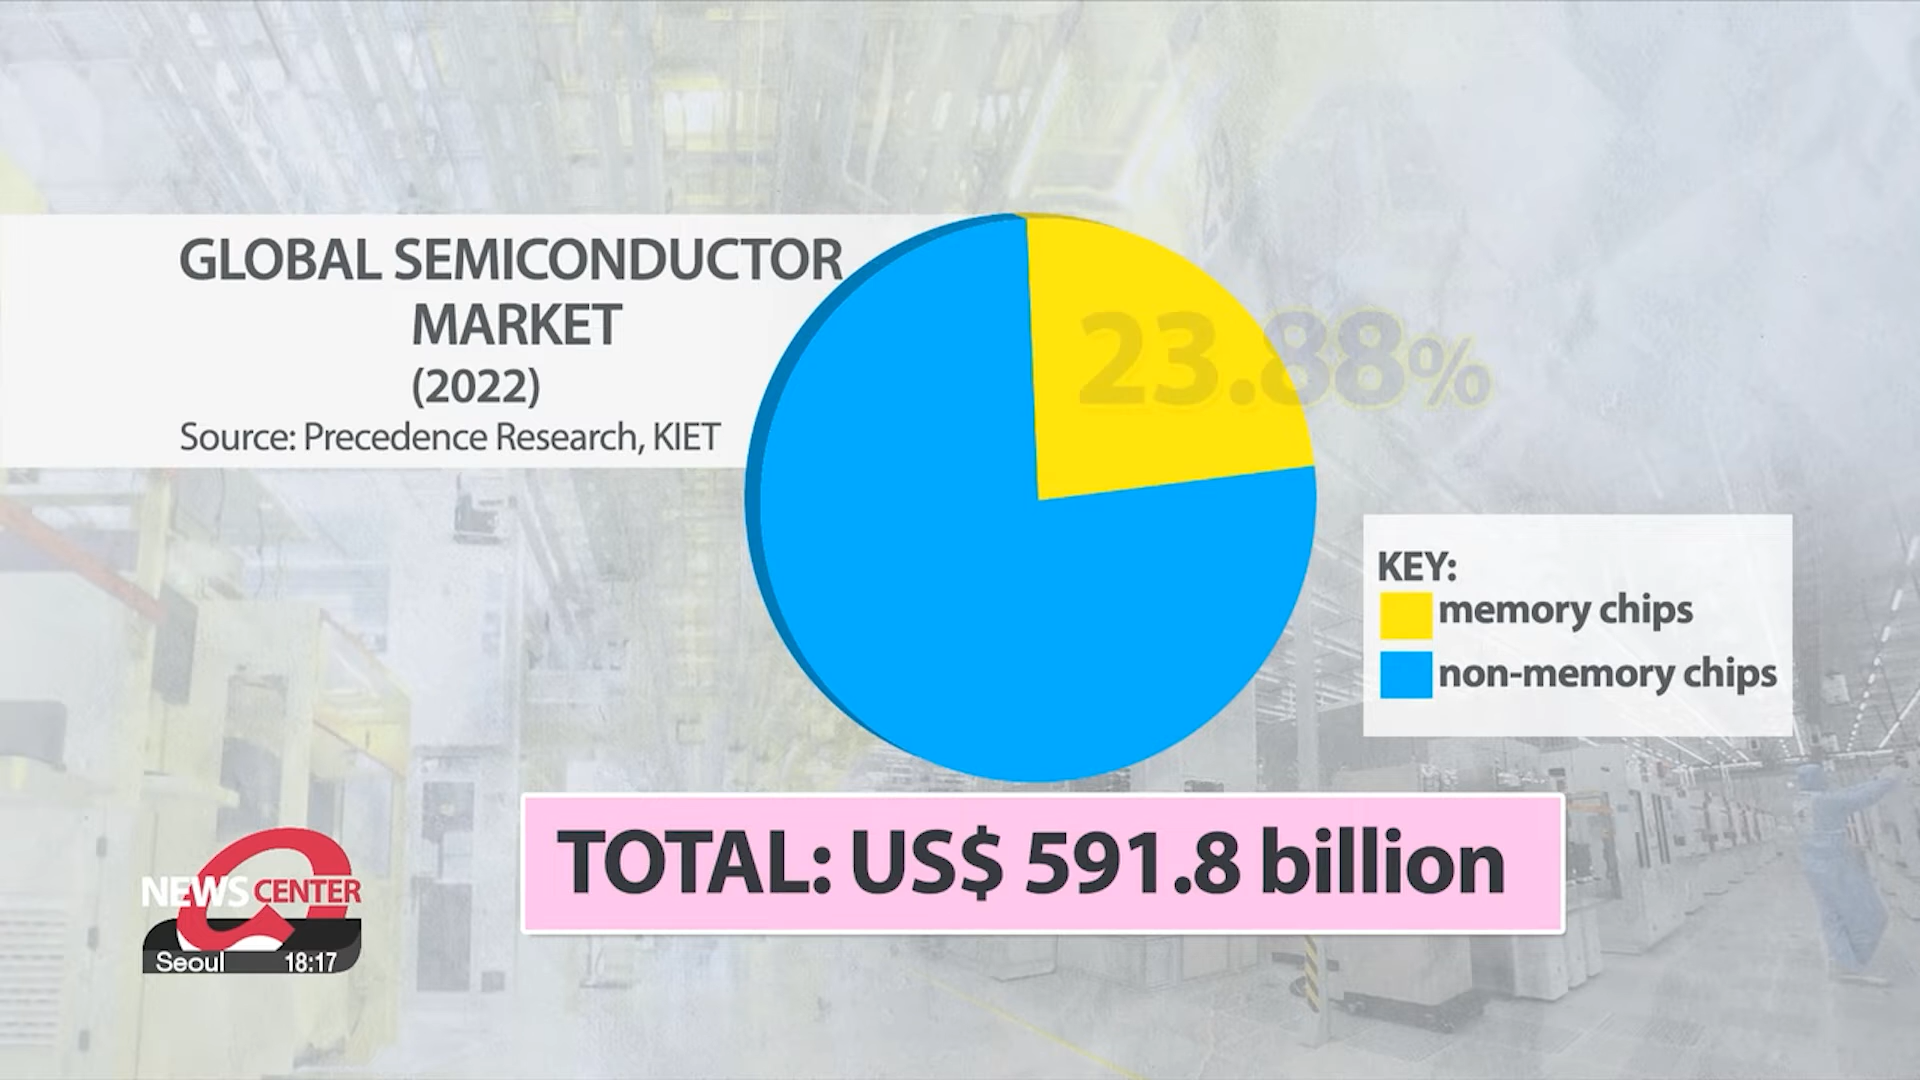 GLOBAL SEMICONDUCTOR
MARKET
(2022)
Source: Precedence Research, KIET
23.88%
KEY:
memory chips
non-memory chips
TOTAL: US$ 591.8 billion
NEWS CENTER
Seoul 18:17